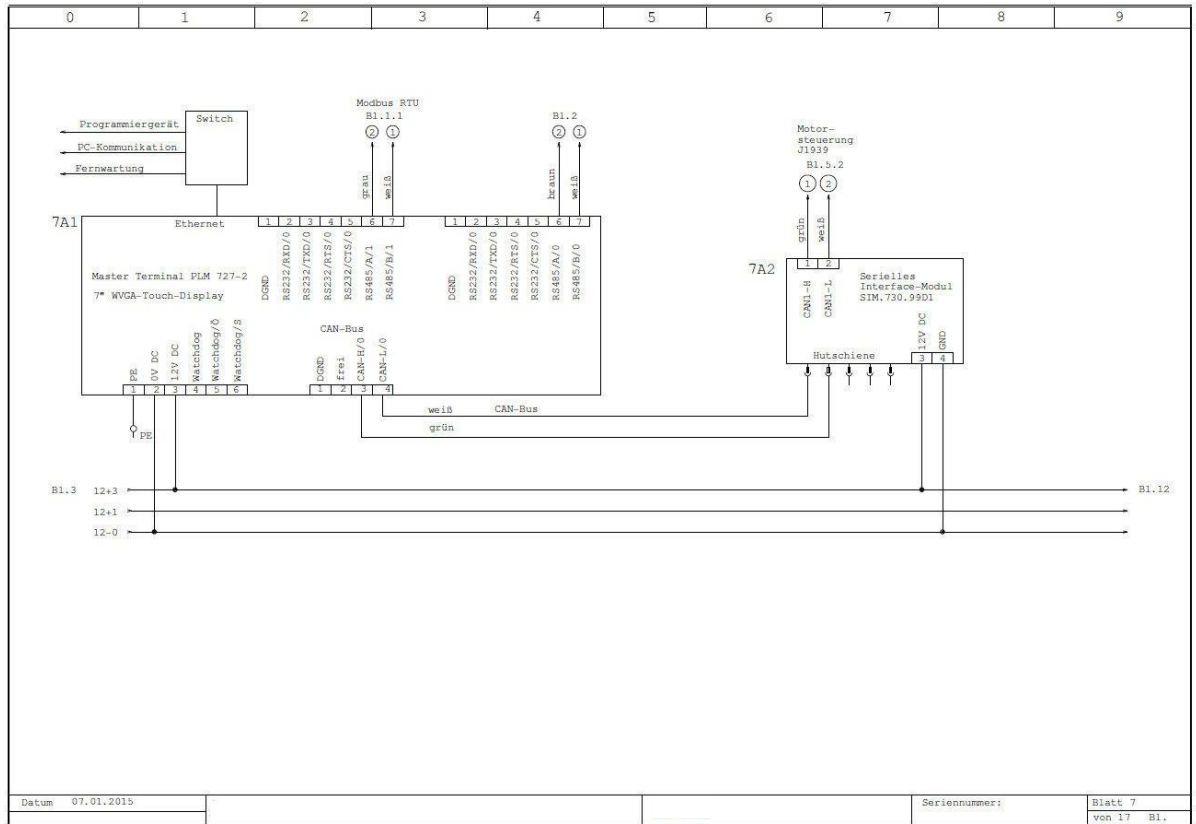 0 1 2 3 4 5 6 7 8 9
Modbus RTU
Bl.1.1
2 1
Bl.2
2 1
Switch
Programmiergerät
PC-Kommunikation
Fernwartung
grau
weiß
braun
weiß
Motor-
steuerung
J1939
Bl.5.2
1 2
grün
weiß
7A1
Ethernet
1 2 3 4 5 6 7
DGND
RS232/RXD/0
RS232/TXD/0
RS232/RTS/0
RS232/CTS/0
RS485/A/1
RS485/B/1
1 2 3 4 5 6 7
DGND
RS232/RXD/0
RS232/TXD/0
RS232/RTS/0
RS232/CTS/0
RS485/A/0
RS485/B/0
Master Terminal PLM 727-2
7" WVGA-Touch-Display
PE
0V DC
12V DC
Watchdog
Watchdog/Ö
Watchdog/S
1 2 3 4 5 6
PE
CAN-Bus
DGND
frei
CAN-H/0
CAN-L/0
1 2 3 4
7A2
1 2
CAN1-H
CAN1-L
Serielles
Interface-Modul
SIM.730.99D1
12V DC
GND
Hutschiene
3 4
weiß CAN-Bus
grün
Bl.3 12+3
Bl.12
12+1
12-0
Datum 07.01.2015
Seriennummer:
Blatt 7
von 17 Bl.